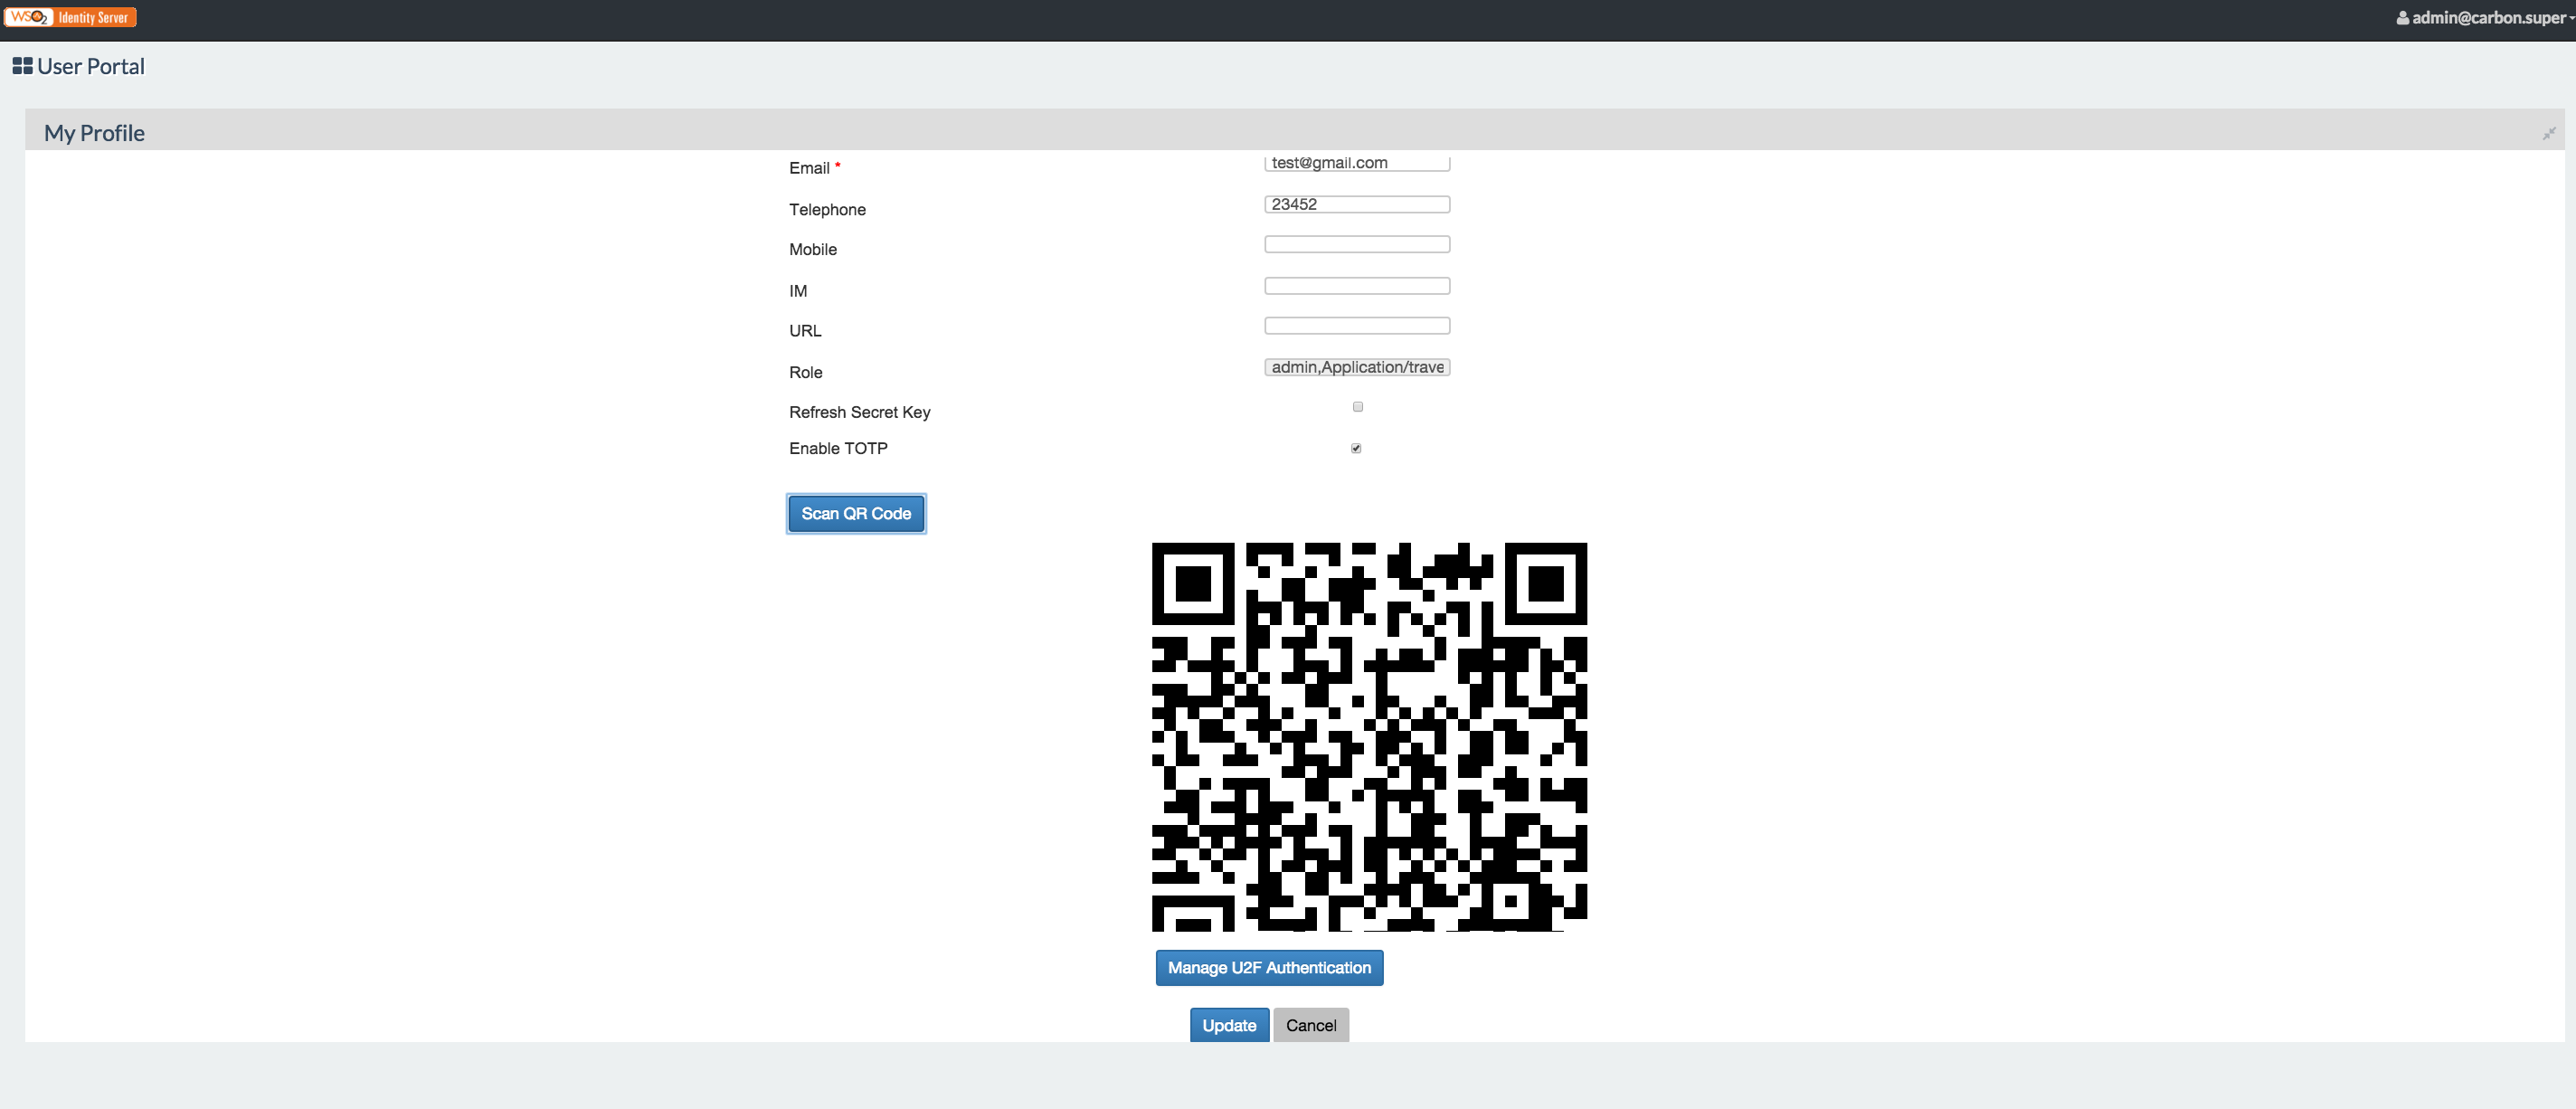 WSO2 Identity Server
admin@carbon.super
User Portal
My Profile
Email * test@gmail.com
Telephone 23452
Mobile
IM
URL
Role admin,Application/trave
Refresh Secret Key
Enable TOTP
Scan QR Code
Manage U2F Authentication
Update Cancel